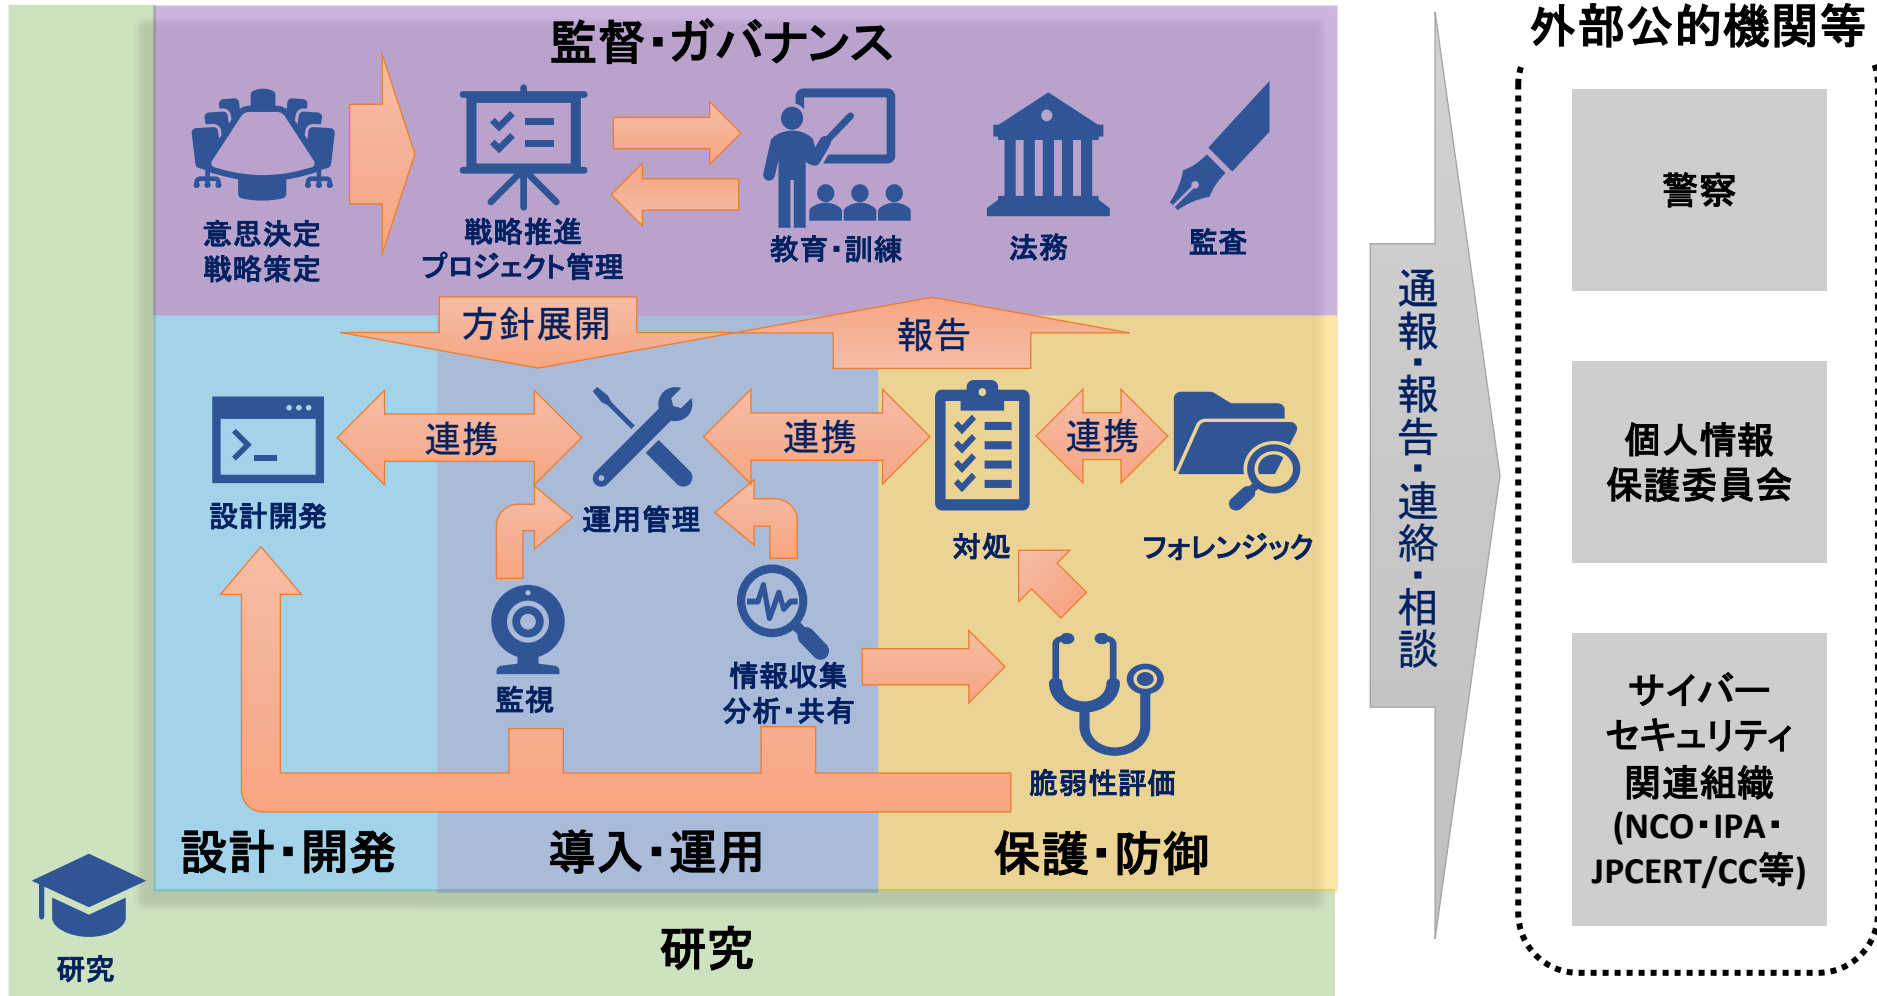 監督・ガバナンス
意思決定
戦略策定
戦略推進
プロジェクト管理
教育・訓練
法務
監査
方針展開
報告
設計開発
連携
運用管理
連携
対処
連携
フォレンジック
監視
情報収集
分析・共有
脆弱性評価
設計・開発
導入・運用
保護・防御
研究
研究
通報・報告・連絡・相談
外部公的機関等
警察
個人情報
保護委員会
サイバー
セキュリティ
関連組織
(NCO・IPA・
JPCERT/CC等)